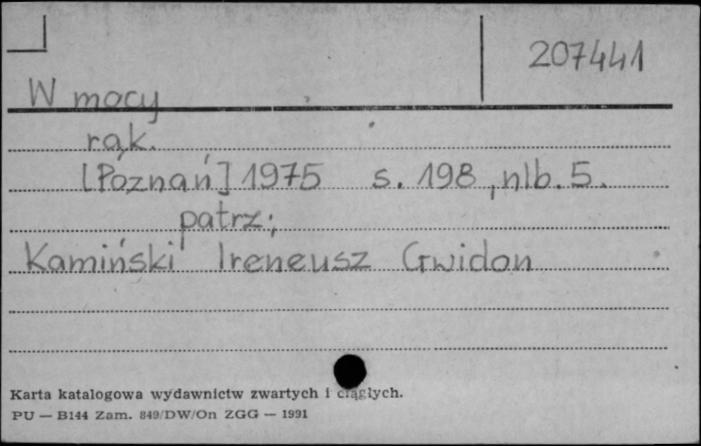 207441
W mocy
rąk.
[Poznań] 1975 s. 198, nlb. 5.
patrz;
Kamiński Ireneusz Gwidon
Karta katalogowa wydawnictw zwartych i ciągłych.
PU — B144 Zam. 849/DW/On ZGG — 1991